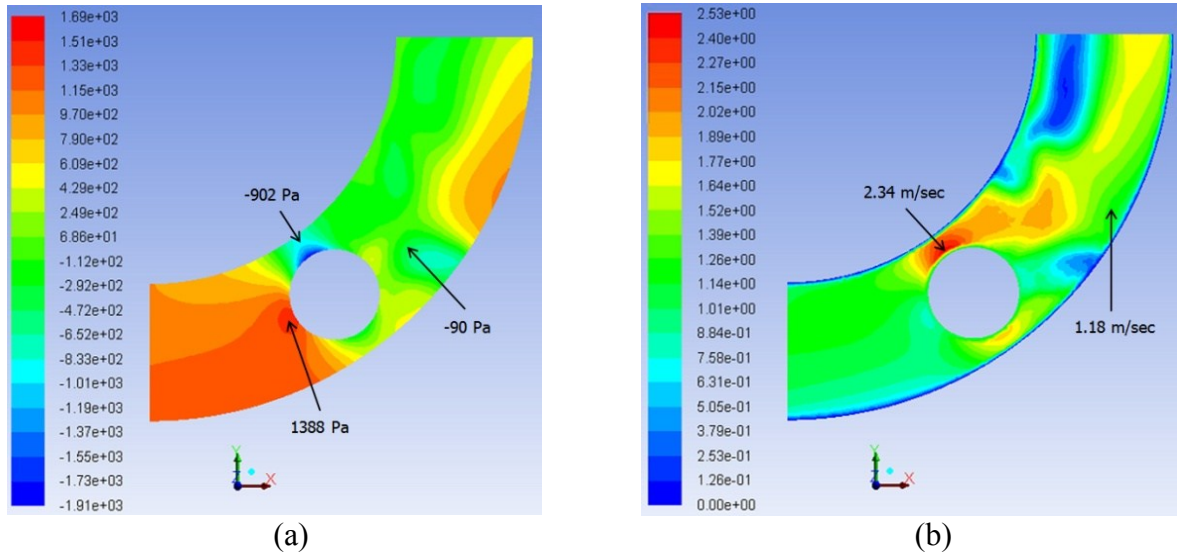 1.69e+03
1.51e+03
1.33e+03
1.15e+03
9.70e+02
7.90e+02
6.09e+02
4.29e+02
2.49e+02
6.86e+01
-1.12e+02
-2.92e+02
-4.72e+02
-6.52e+02
-8.33e+02
-1.01e+03
-1.19e+03
-1.37e+03
-1.55e+03
-1.73e+03
-1.91e+03
-902 Pa
-90 Pa
1388 Pa
Y
Z
X
(a)
2.53e+00
2.40e+00
2.27e+00
2.15e+00
2.02e+00
1.89e+00
1.77e+00
1.64e+00
1.52e+00
1.39e+00
1.26e+00
1.14e+00
1.01e+00
8.84e-01
7.58e-01
6.31e-01
5.05e-01
3.79e-01
2.53e-01
1.26e-01
0.00e+00
2.34 m/sec
1.18 m/sec
Y
Z
X
(b)